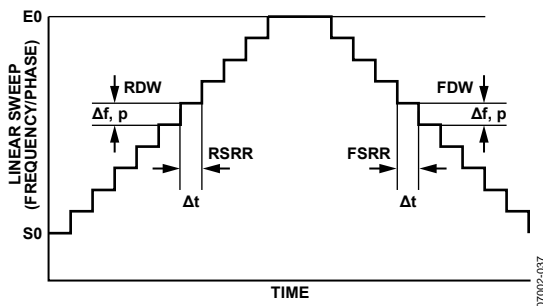 E0
RDW
FDW
Δf, p
Δf, p
LINEAR SWEEP
(FREQUENCY/PHASE)
RSRR
FSRR
Δt
Δt
S0
TIME
07002-037